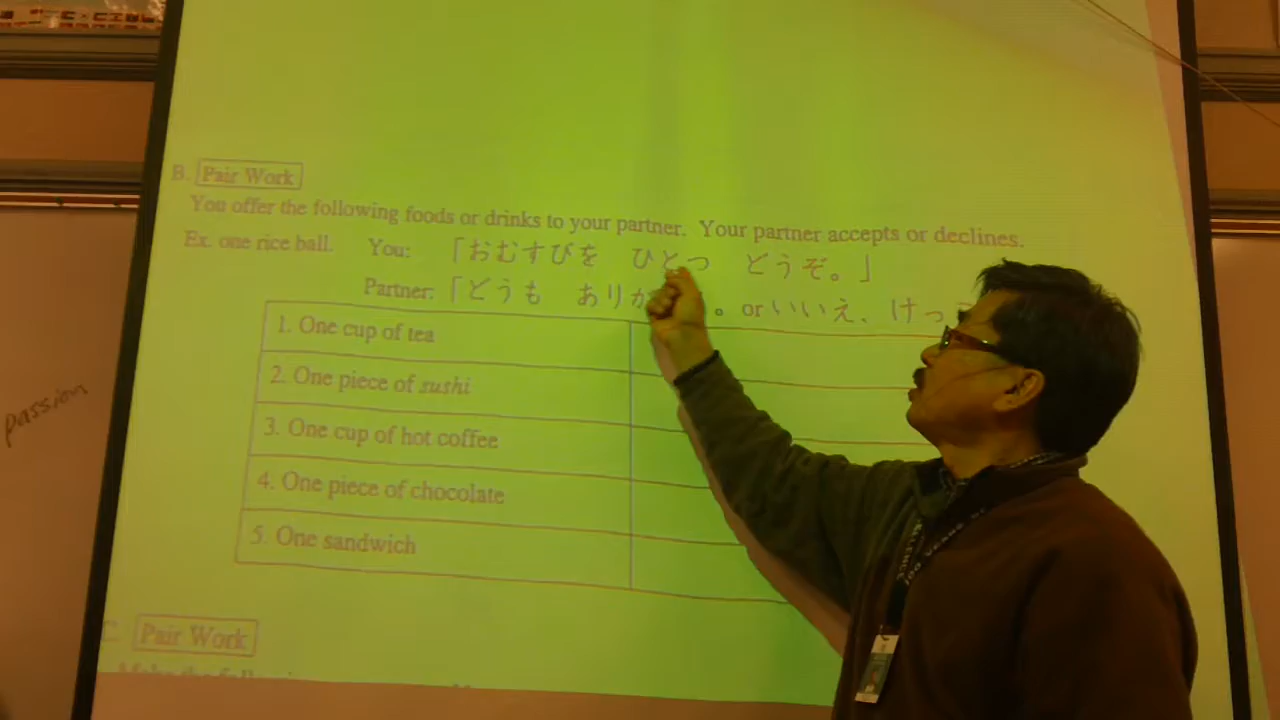 B. Pair Work
You offer the following foods or drinks to your partner. Your partner accepts or declines.
Ex. one rice ball. You: 「おむすびを ひとつ どうぞ。」
Partner: 「どうも ありが 。or いいえ、けっ
1. One cup of tea
2. One piece of sushi
3. One cup of hot coffee
4. One piece of chocolate
5. One sandwich
passion
C Pair Work